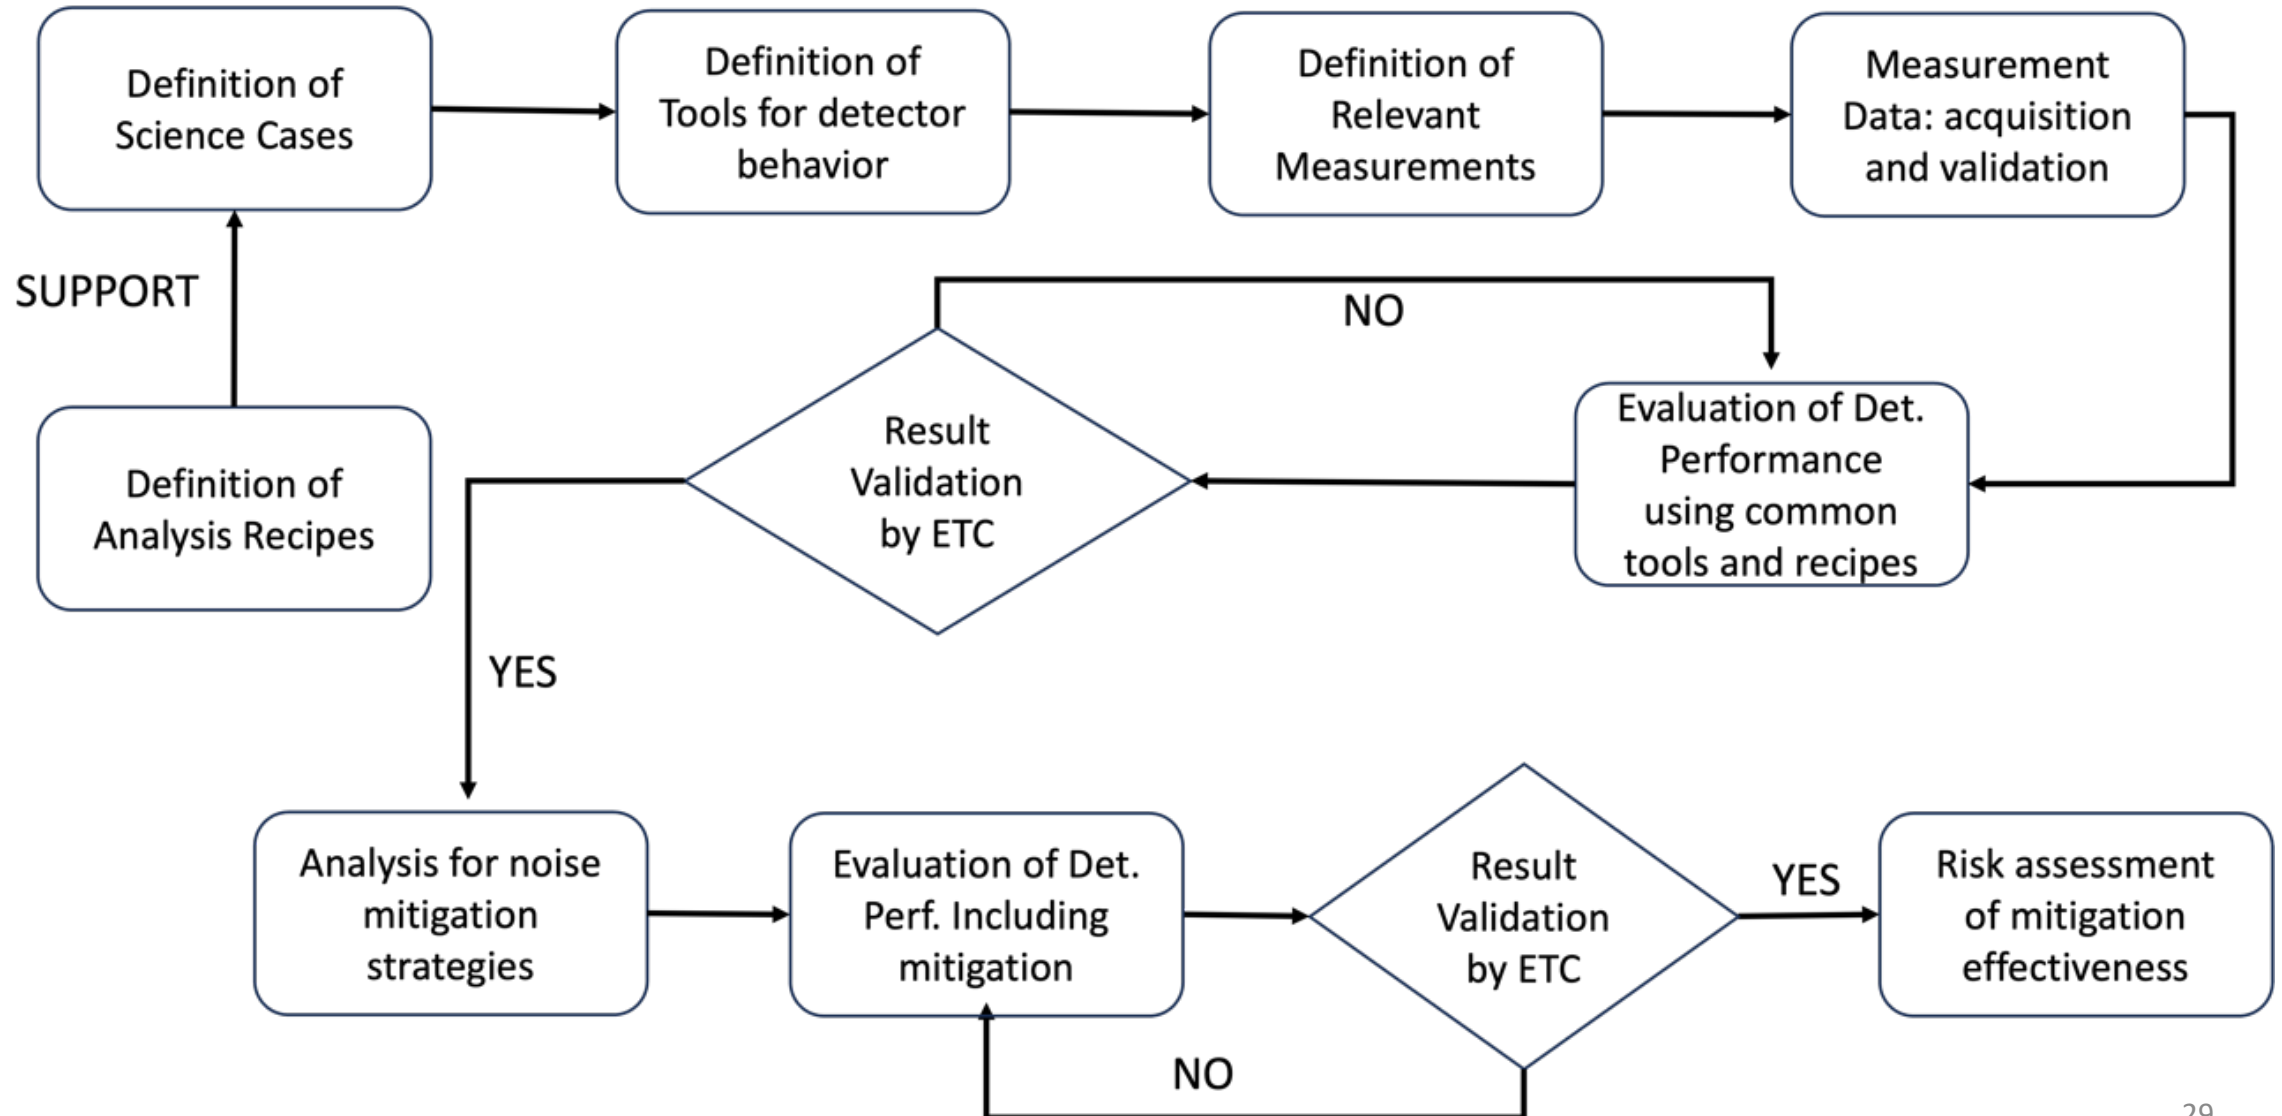 Definition of
Science Cases
Definition of
Tools for detector
behavior
Definition of
Relevant
Measurements
Measurement
Data: acquisition
and validation
SUPPORT
NO
Definition of
Analysis Recipes
Result
Validation
by ETC
Evaluation of Det.
Performance
using common
tools and recipes
YES
Analysis for noise
mitigation
strategies
Evaluation of Det.
Perf. Including
mitigation
Result
Validation
by ETC
YES
Risk assessment
of mitigation
effectiveness
NO
29